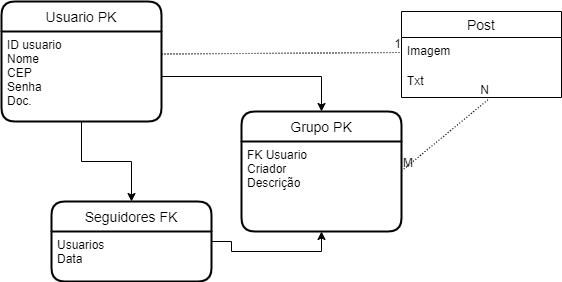 Usuario PK
ID usuario
Nome
CEP
Senha
Doc.
Post
Imagem
Txt
1
N
M
Grupo PK
FK Usuario
Criador
Descrição
Seguidores FK
Usuarios
Data